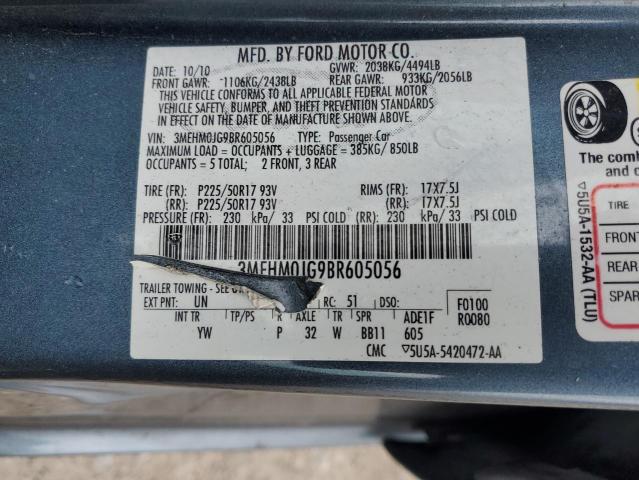 MFD. BY FORD MOTOR CO.
DATE: 10/10 GVWR: 2038KG/4494LB
FRONT GAWR: 1106KG/2438LB REAR GAWR: 933KG/2056LB
THIS VEHICLE CONFORMS TO ALL APPLICABLE FEDERAL MOTOR
VEHICLE SAFETY, BUMPER, AND THEFT PREVENTION STANDARDS
IN EFFECT ON THE DATE OF MANUFACTURE SHOWN ABOVE.
VIN: 3MEHM0JG9BR605056 TYPE: Passenger Car
MAXIMUM LOAD = OCCUPANTS + LUGGAGE = 385KG/850LB
OCCUPANTS = 5 TOTAL; 2 FRONT, 3 REAR
TIRE (FR): P225/50R17 93V RIMS (FR): 17X7.5J
(RR): P225/50R17 93V (RR): 17X7.5J
PRESSURE (FR): 230 kPa/ 33 PSI COLD (RR): 230 kPa/ 33 PSI COLD
3MEHM0JG9BR605056
TRAILER TOWING - SEE
EXT PNT: UN RC: 51 DSO: F0100
R0080
INT TR TP/PS R AXLE TR SPR ADE1F
YW P 32 W BB11 605
CMC ▽5U5A-5420472-AA
The comb
TIRE
FRONT
REAR
SPAR
▽5U5A-1532-AA (TLU)